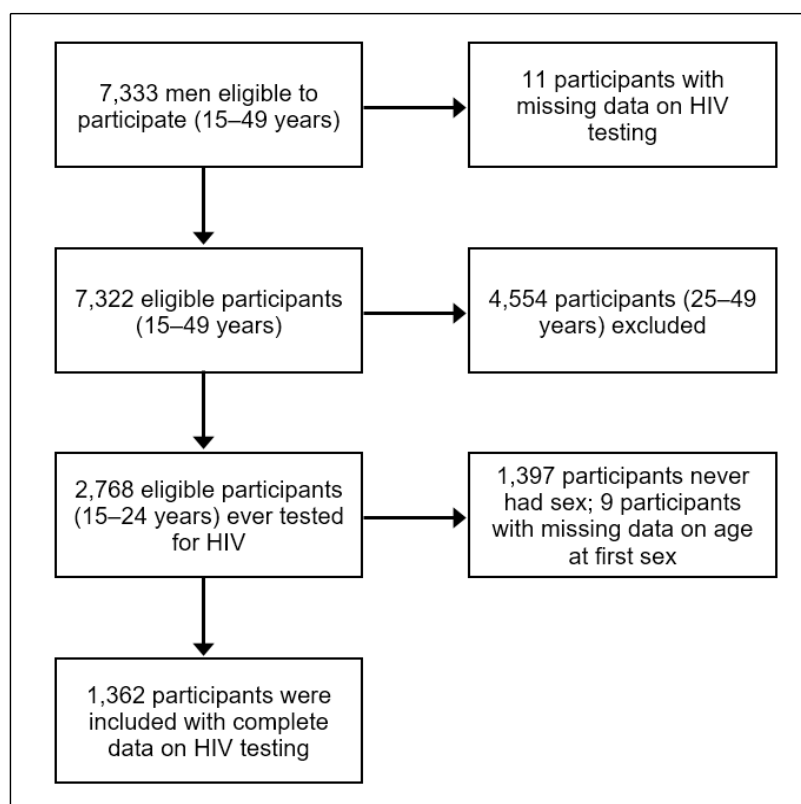 7,333 men eligible to
participate (15–49 years)
11 participants with
missing data on HIV
testing
7,322 eligible participants
(15–49 years)
4,554 participants (25–49
years) excluded
2,768 eligible participants
(15–24 years) ever tested
for HIV
1,397 participants never
had sex; 9 participants
with missing data on age
at first sex
1,362 participants were
included with complete
data on HIV testing